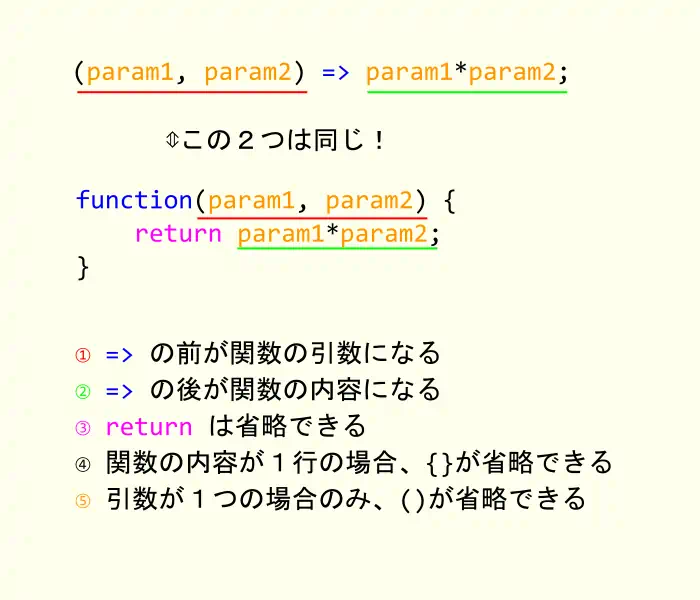 (param1, param2) => param1*param2;
⇕この２つは同じ！
function(param1, param2) {
return param1*param2;
}
① => の前が関数の引数になる
② => の後が関数の内容になる
③ return は省略できる
④ 関数の内容が１行の場合、{}が省略できる
⑤ 引数が１つの場合のみ、()が省略できる